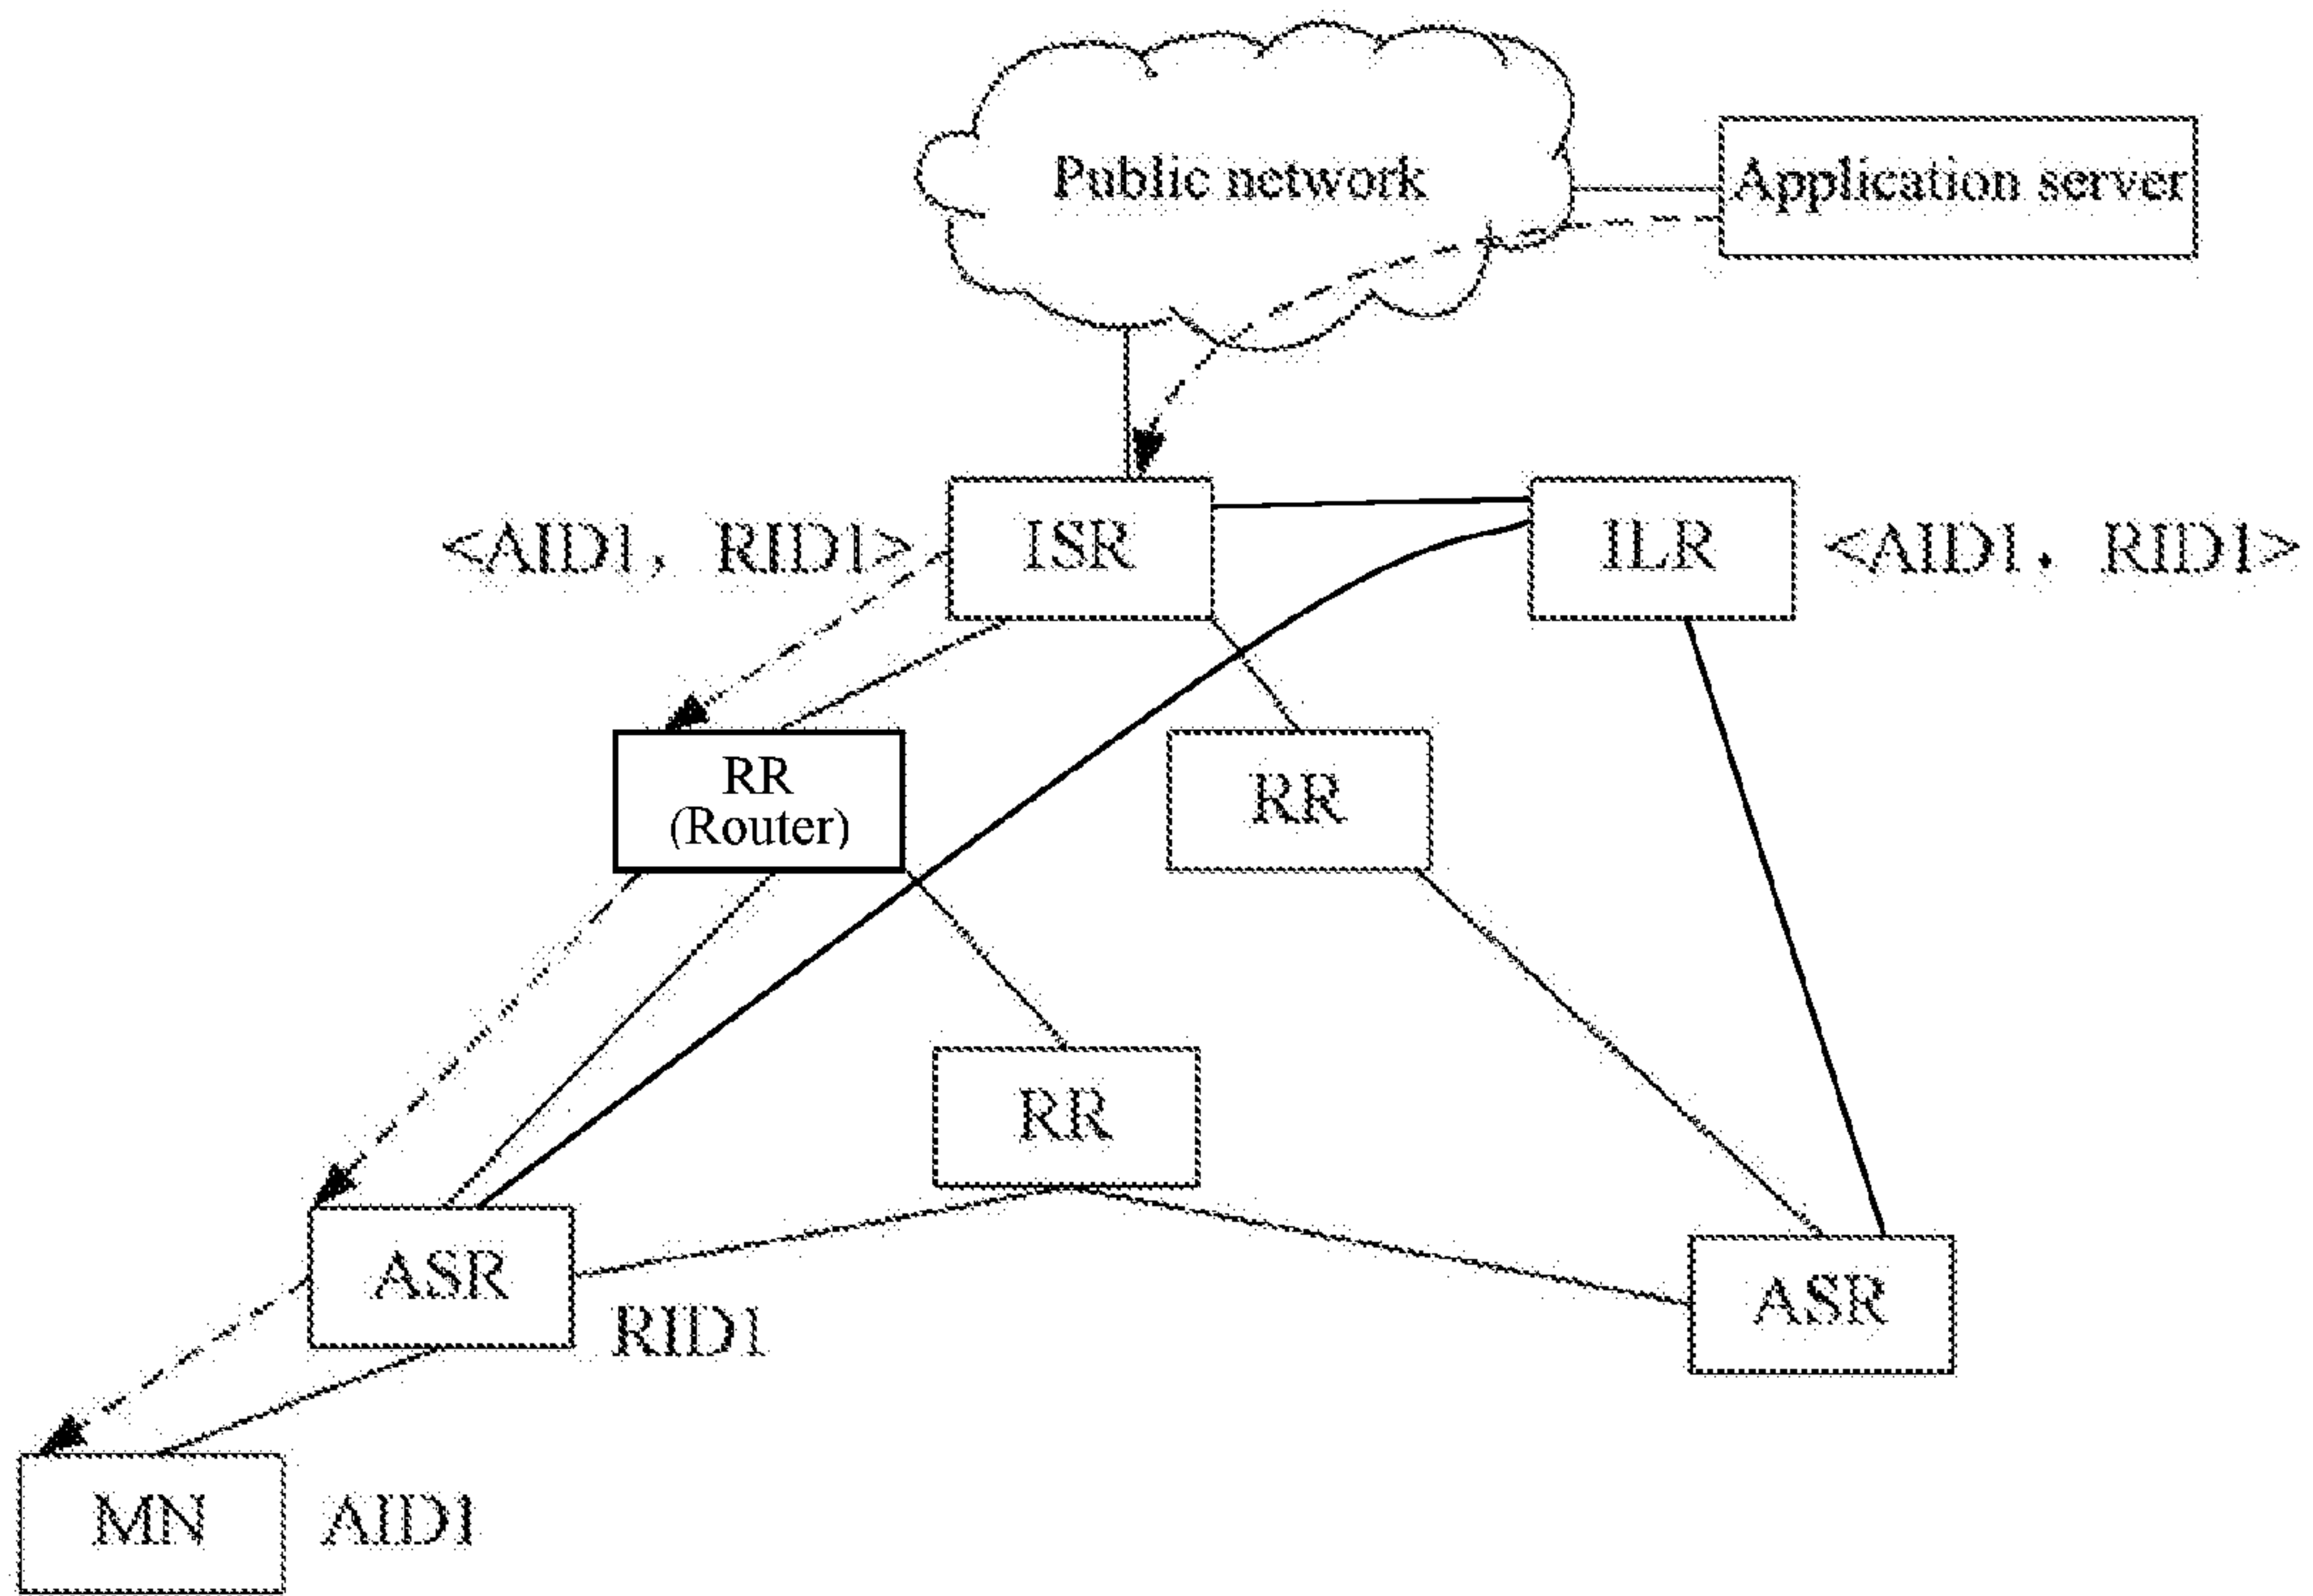 Public network
Application server
<AID1, RID1>
ISR
ILR
<AID1, RID1>
RR
(Router)
RR
RR
ASR
RID1
ASR
MN
AID1